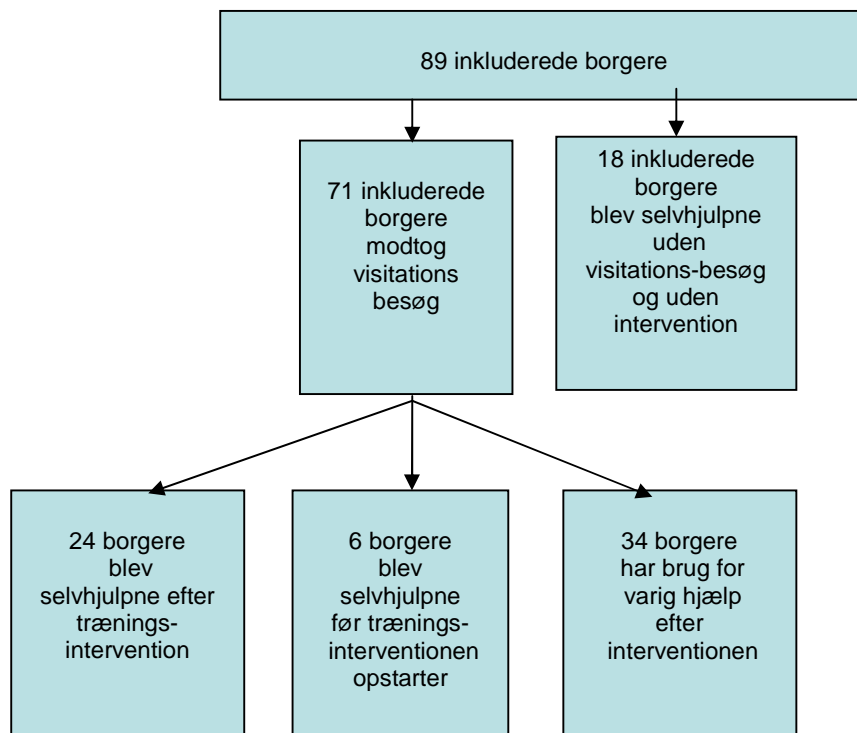 89 inkluderede borgere
71 inkluderede
borgere
modtog
visitations
besøg
18 inkluderede
borgere
blev selvhjulpne
uden
visitations-besøg
og uden
intervention
24 borgere
blev
selvhjulpne efter
trænings-
intervention
6 borgere
blev
selvhjulpne
før trænings-
interventionen
opstarter
34 borgere
har brug for
varig hjælp
efter
interventionen